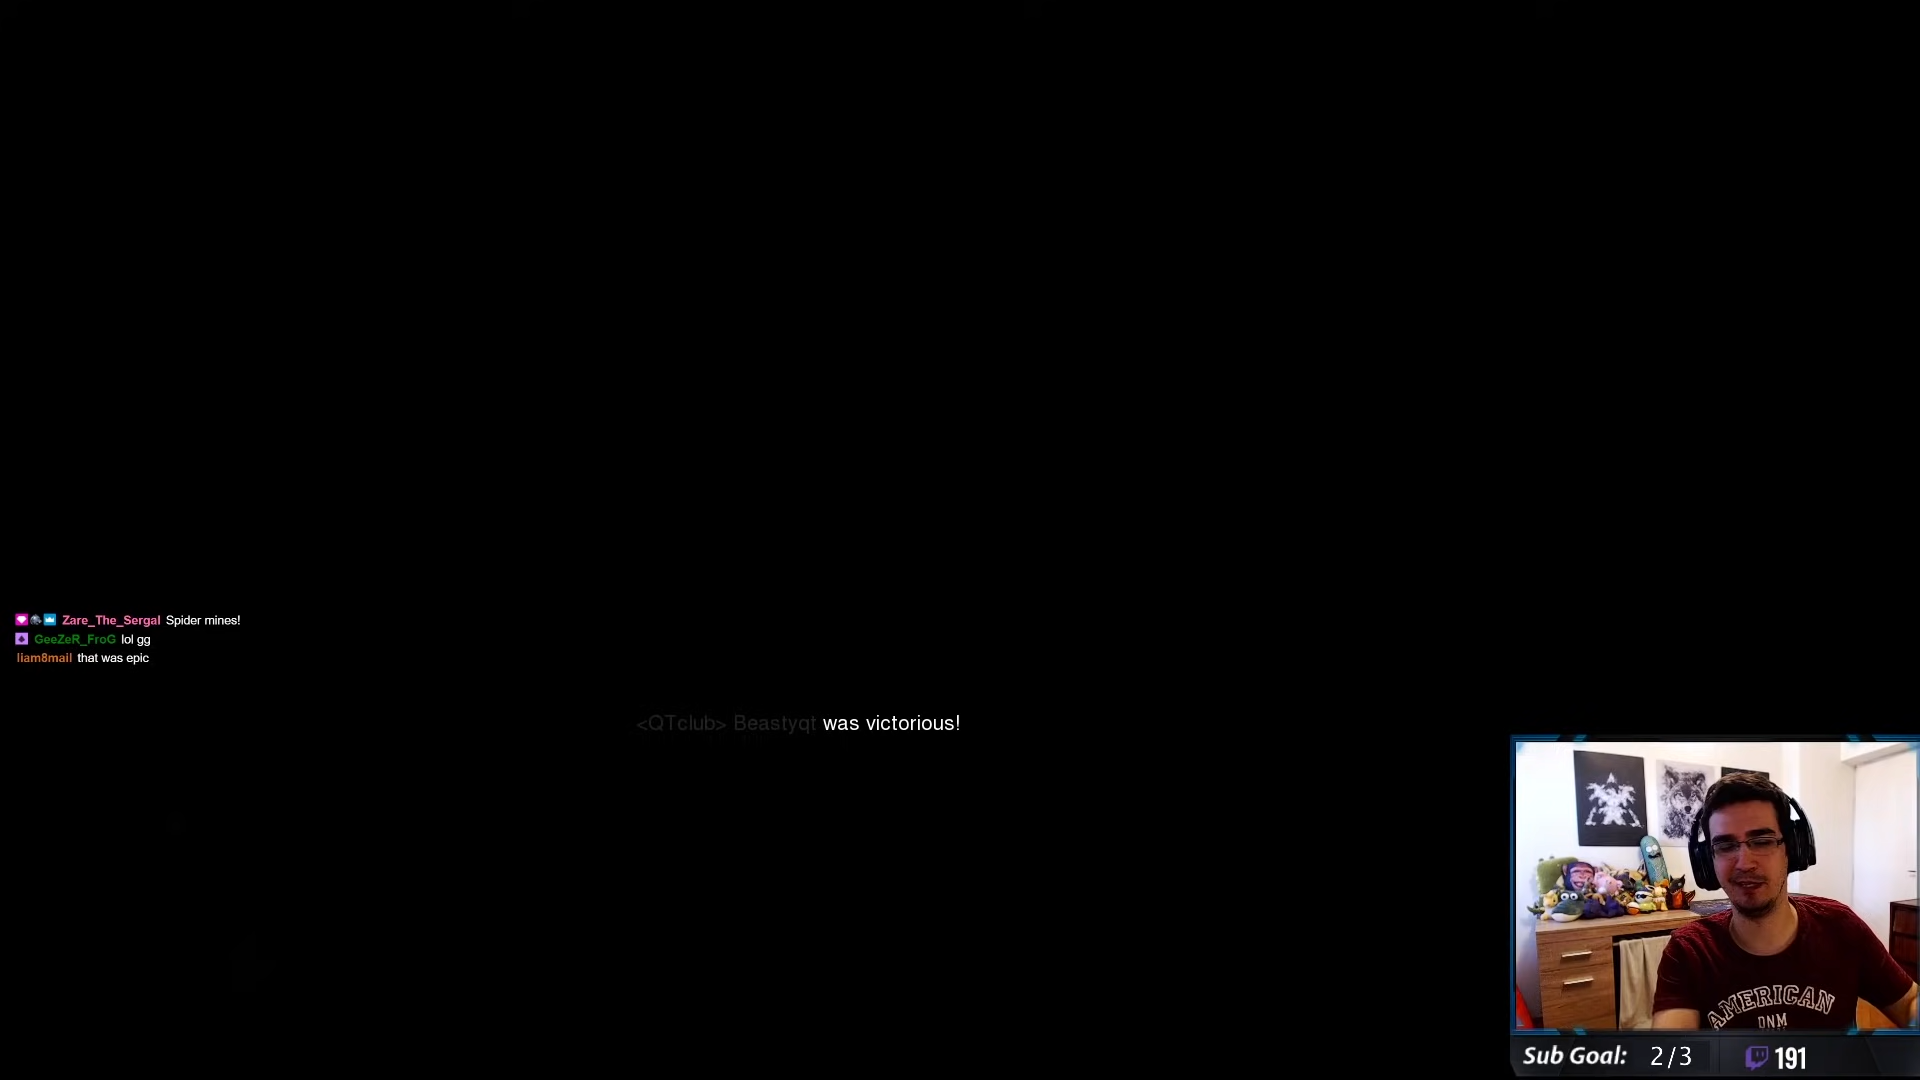 Zare_The_Sergal Spider mines!
GeeZeR_FroG lol gg
liam8mail that was epic
<QTclub> Beastyqt was victorious!
AMERICAN
DNM
Sub Goal: 2/3
191